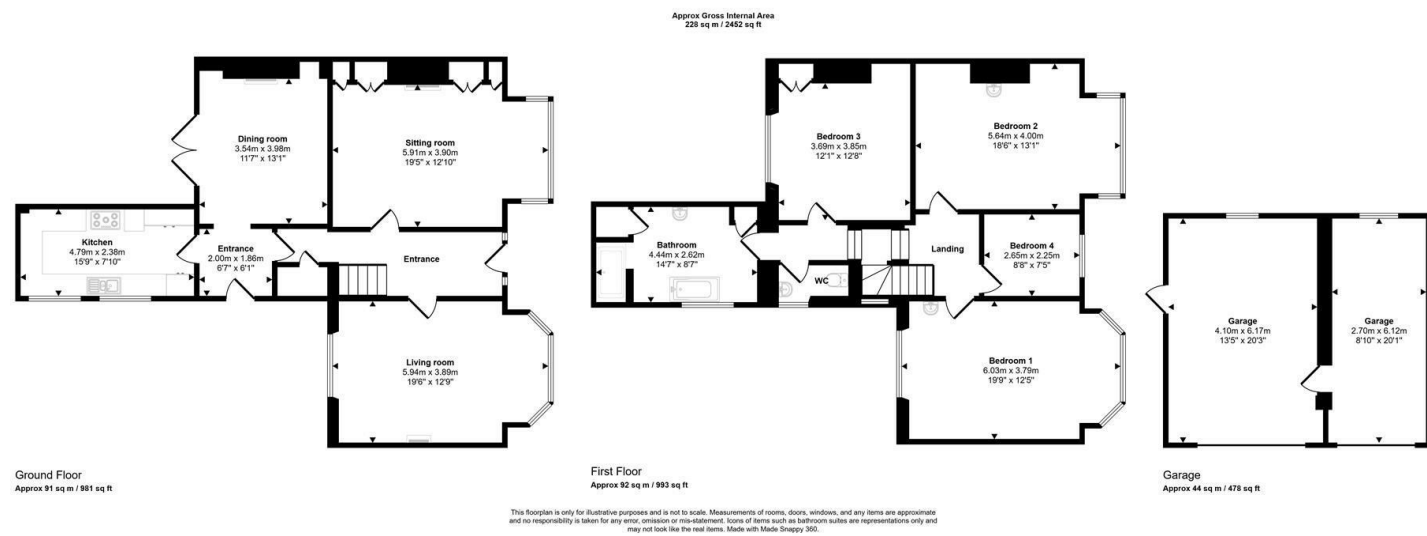 Approx Gross Internal Area
228 sq m / 2452 sq ft
Dining room
3.54m x 3.98m
11'7" x 13'1"
Sitting room
5.91m x 3.90m
19'5" x 12'10"
Kitchen
4.79m x 2.38m
15'9" x 7'10"
Entrance
2.00m x 1.86m
6'7" x 6'1"
Entrance
Living room
5.94m x 3.89m
19'6" x 12'9"
Ground Floor
Approx 91 sq m / 981 sq ft
Bedroom 3
3.69m x 3.85m
12'1" x 12'8"
Bedroom 2
5.64m x 4.00m
18'6" x 13'1"
Bathroom
4.44m x 2.62m
14'7" x 8'7"
WC
Landing
Bedroom 4
2.65m x 2.25m
8'8" x 7'5"
Bedroom 1
6.03m x 3.79m
19'9" x 12'5"
First Floor
Approx 92 sq m / 993 sq ft
Garage
4.10m x 6.17m
13'5" x 20'3"
Garage
2.70m x 6.12m
8'10" x 20'1"
Garage
Approx 44 sq m / 478 sq ft
This floorplan is only for illustrative purposes and is not to scale. Measurements of rooms, doors, windows, and any items are approximate
and no responsibility is taken for any error, omission or mis-statement. Icons of items such as bathroom suites are representations only and
may not look like the real items. Made with Made Snappy 360.